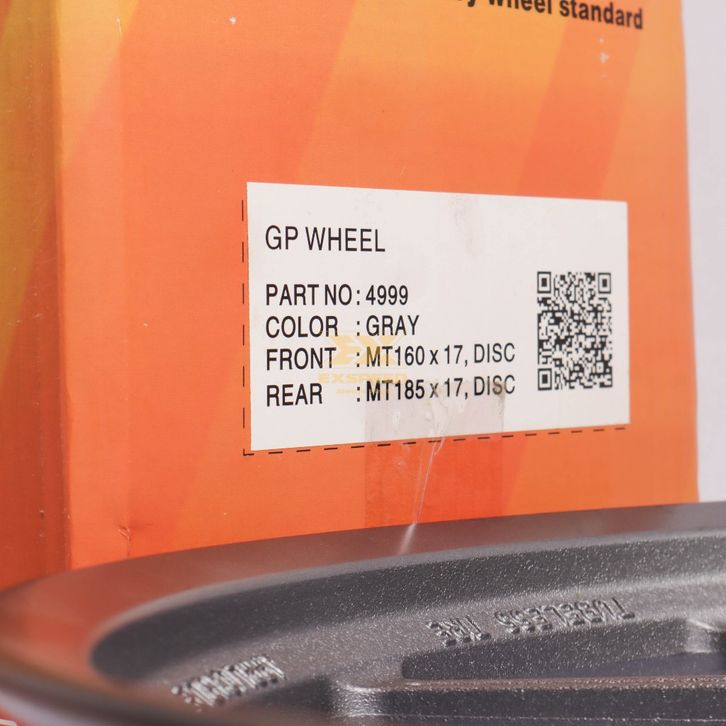 wheel standard
GP WHEEL
PART NO : 4999
COLOR : GRAY
FRONT : MT160 x 17, DISC
REAR : MT185 x 17, DISC
EXSPEED
TUBELESS
TIRE